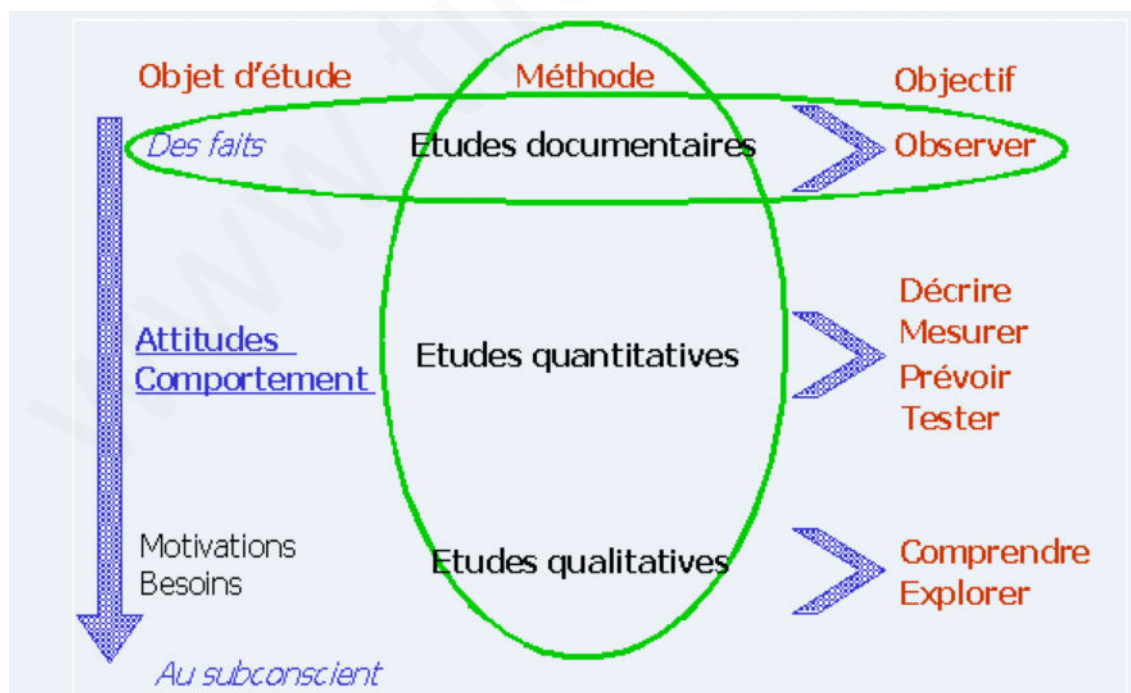 Objet d'étude Méthode Objectif
Des faits Etudes documentaires Observer
Attitudes
Comportement
Etudes quantitatives
Décrire
Mesurer
Prévoir
Tester
Motivations
Besoins
Etudes qualitatives
Comprendre
Explorer
Au subconscient